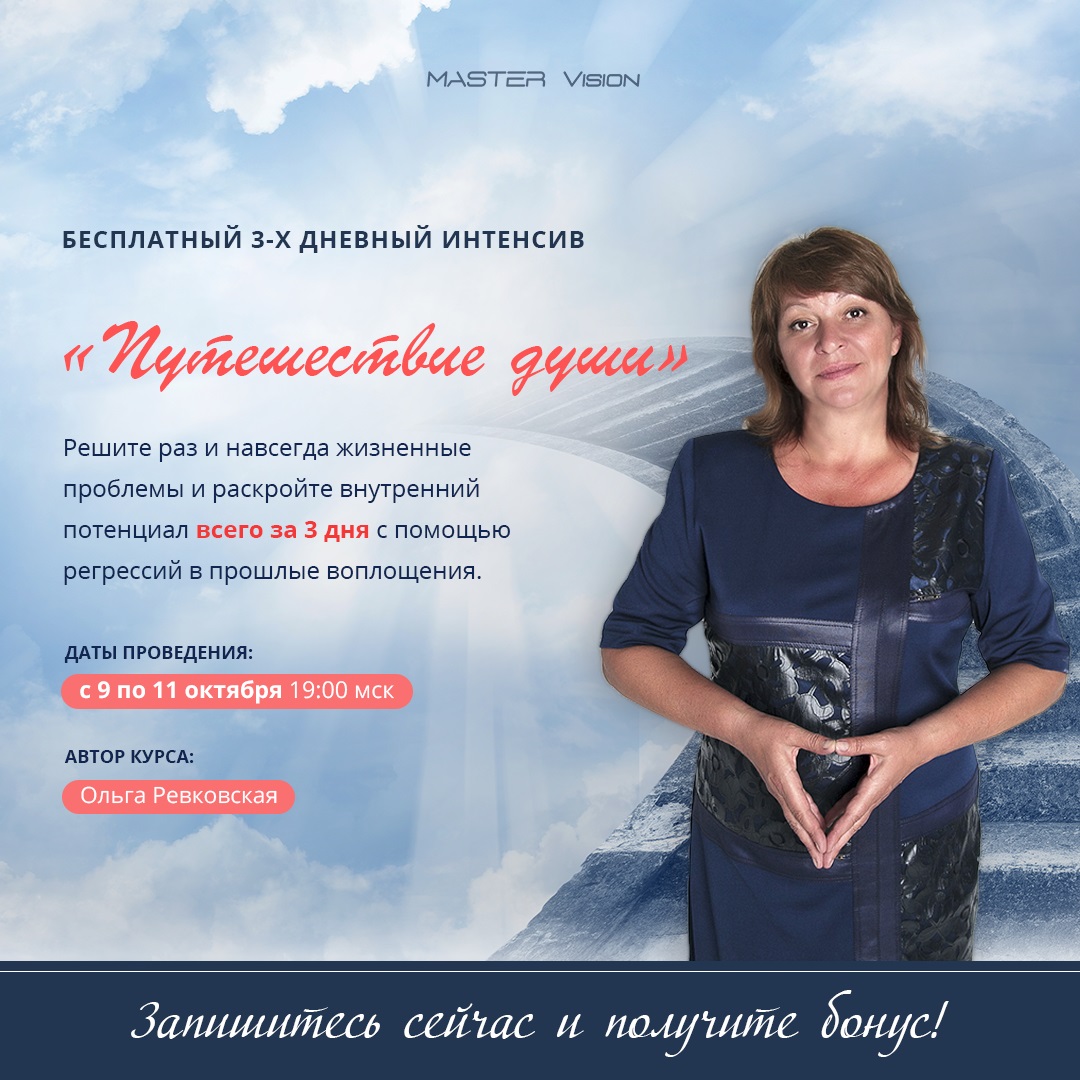 MASTER Vision
БЕСПЛАТНЫЙ 3-Х ДНЕВНЫЙ ИНТЕНСИВ
«Путешествие души»
Решите раз и навсегда жизненные
проблемы и раскройте внутренний
потенциал всего за 3 дня с помощью
регрессий в прошлые воплощения.
ДАТЫ ПРОВЕДЕНИЯ:
с 9 по 11 октября 19:00 мск
АВТОР КУРСА:
Ольга Ревковская
Запишитесь сейчас и получите бонус!